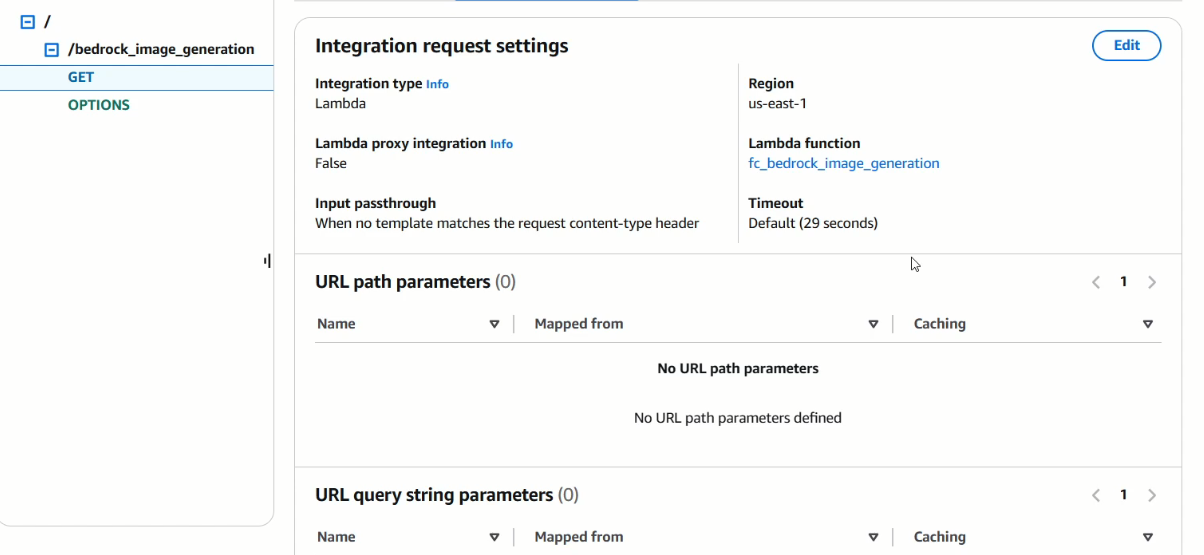 /
/bedrock_image_generation
GET
OPTIONS
Integration request settings
Edit
Integration type Info
Lambda
Region
us-east-1
Lambda proxy integration Info
False
Lambda function
fc_bedrock_image_generation
Input passthrough
When no template matches the request content-type header
Timeout
Default (29 seconds)
URL path parameters (0)
1
Name Mapped from Caching
No URL path parameters
No URL path parameters defined
URL query string parameters (0)
1
Name Mapped from Caching